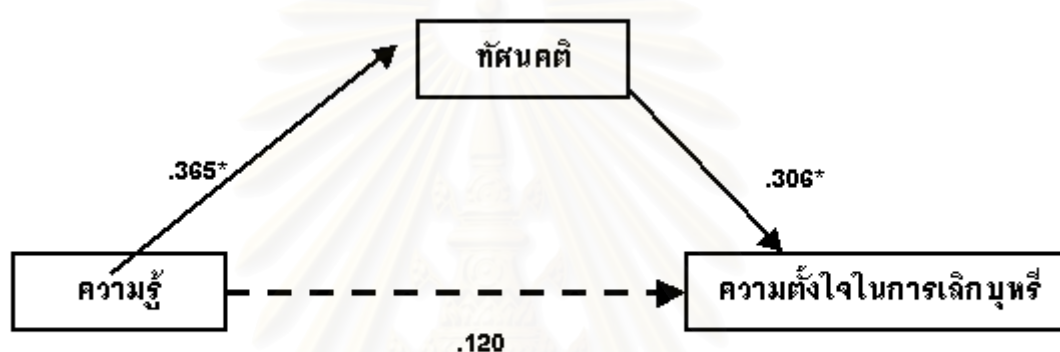 ทัศนคติ
.365*
.306*
ความรู้
ความตั้งใจในการเลิกบุหรี่
.120